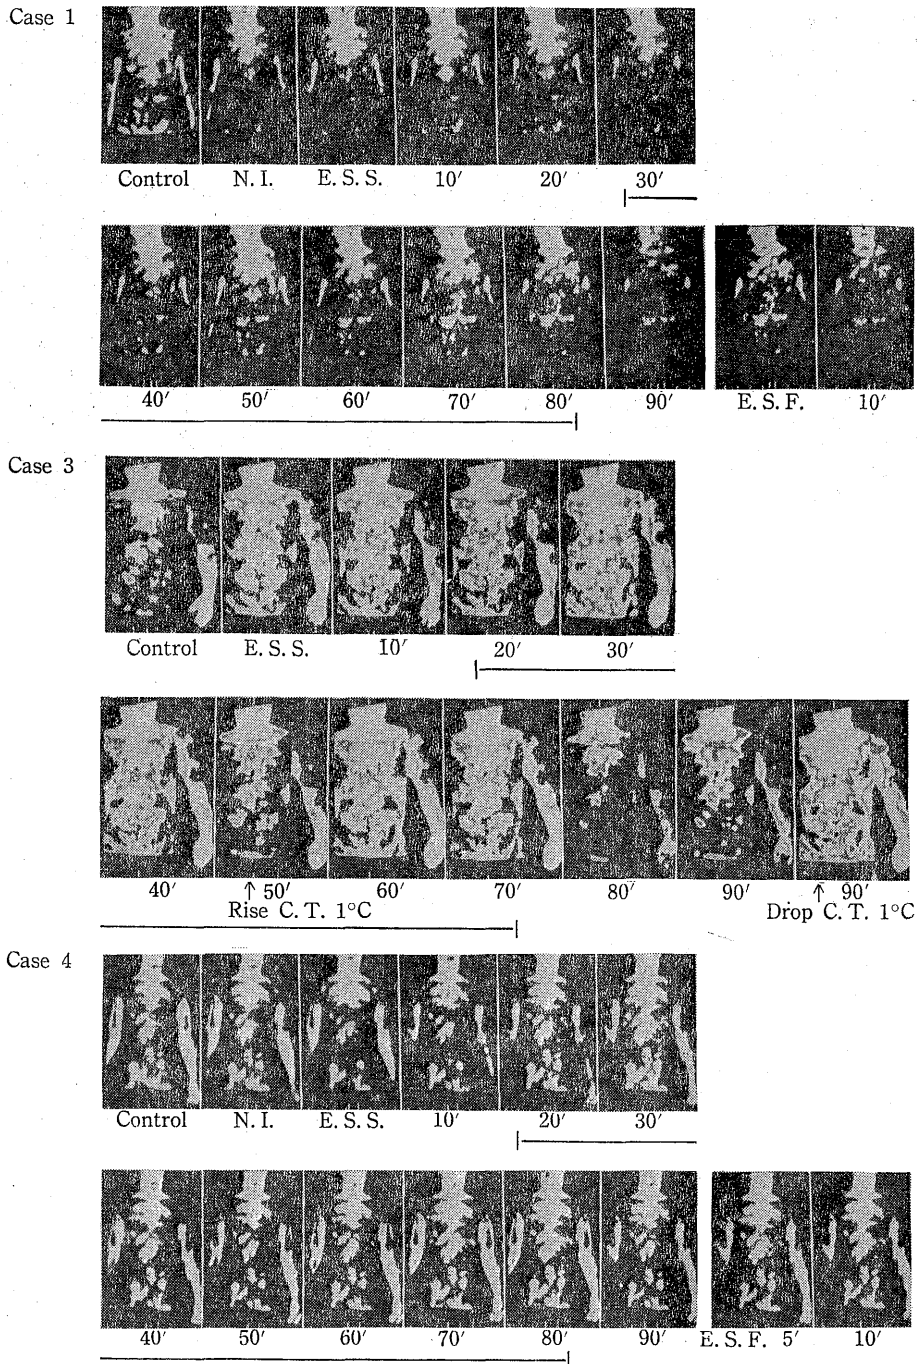 Case 1
Control N. I. E. S. S. 10′ 20′ 30′
40′ 50′ 60′ 70′ 80′ 90′ E. S. F. 10′
Case 3
Control E. S. S. 10′ 20′ 30′
40′ ↑ 50′ 60′ 70′ 80′ 90′ ↑ 90′
Rise C. T. 1°C Drop C. T. 1°C
Case 4
Control N. I. E. S. S. 10′ 20′ 30′
40′ 50′ 60′ 70′ 80′ 90′ E. S. F. 5′ 10′